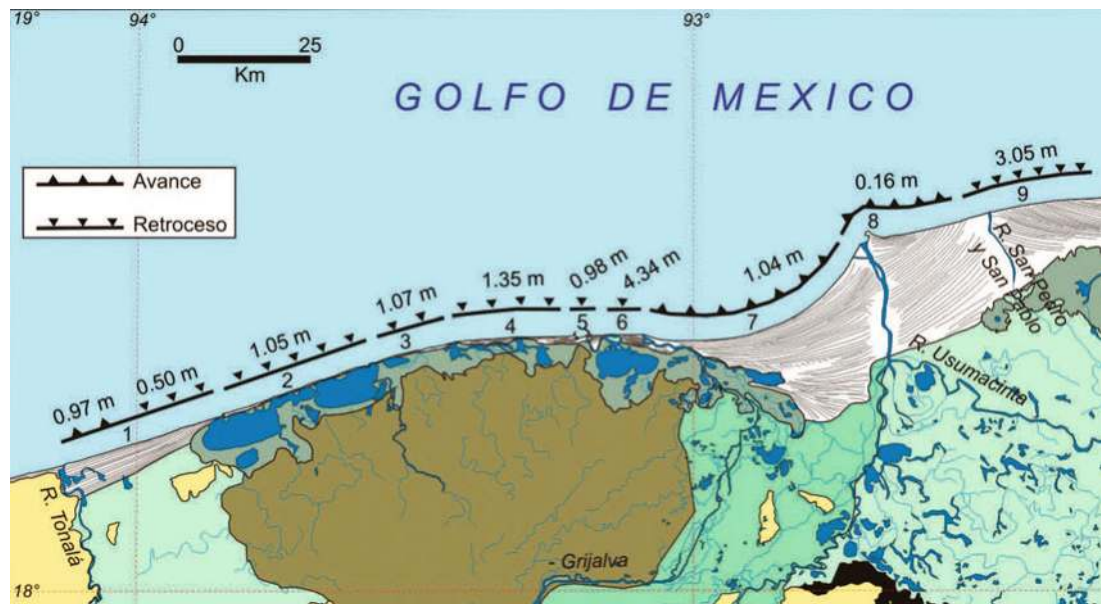 19°
94°
93°
0 25
Km
GOLFO DE MEXICO
Avance
Retroceso
0.97 m
0.50 m
1.05 m
1.07 m
1.35 m
0.98 m
4.34 m
1.04 m
0.16 m
3.05 m
1
2
3
4
5
6
7
8
9
R. San Pedro
y San Pablo
R. Usumacinta
R. Tonalá
Grijalva
18°